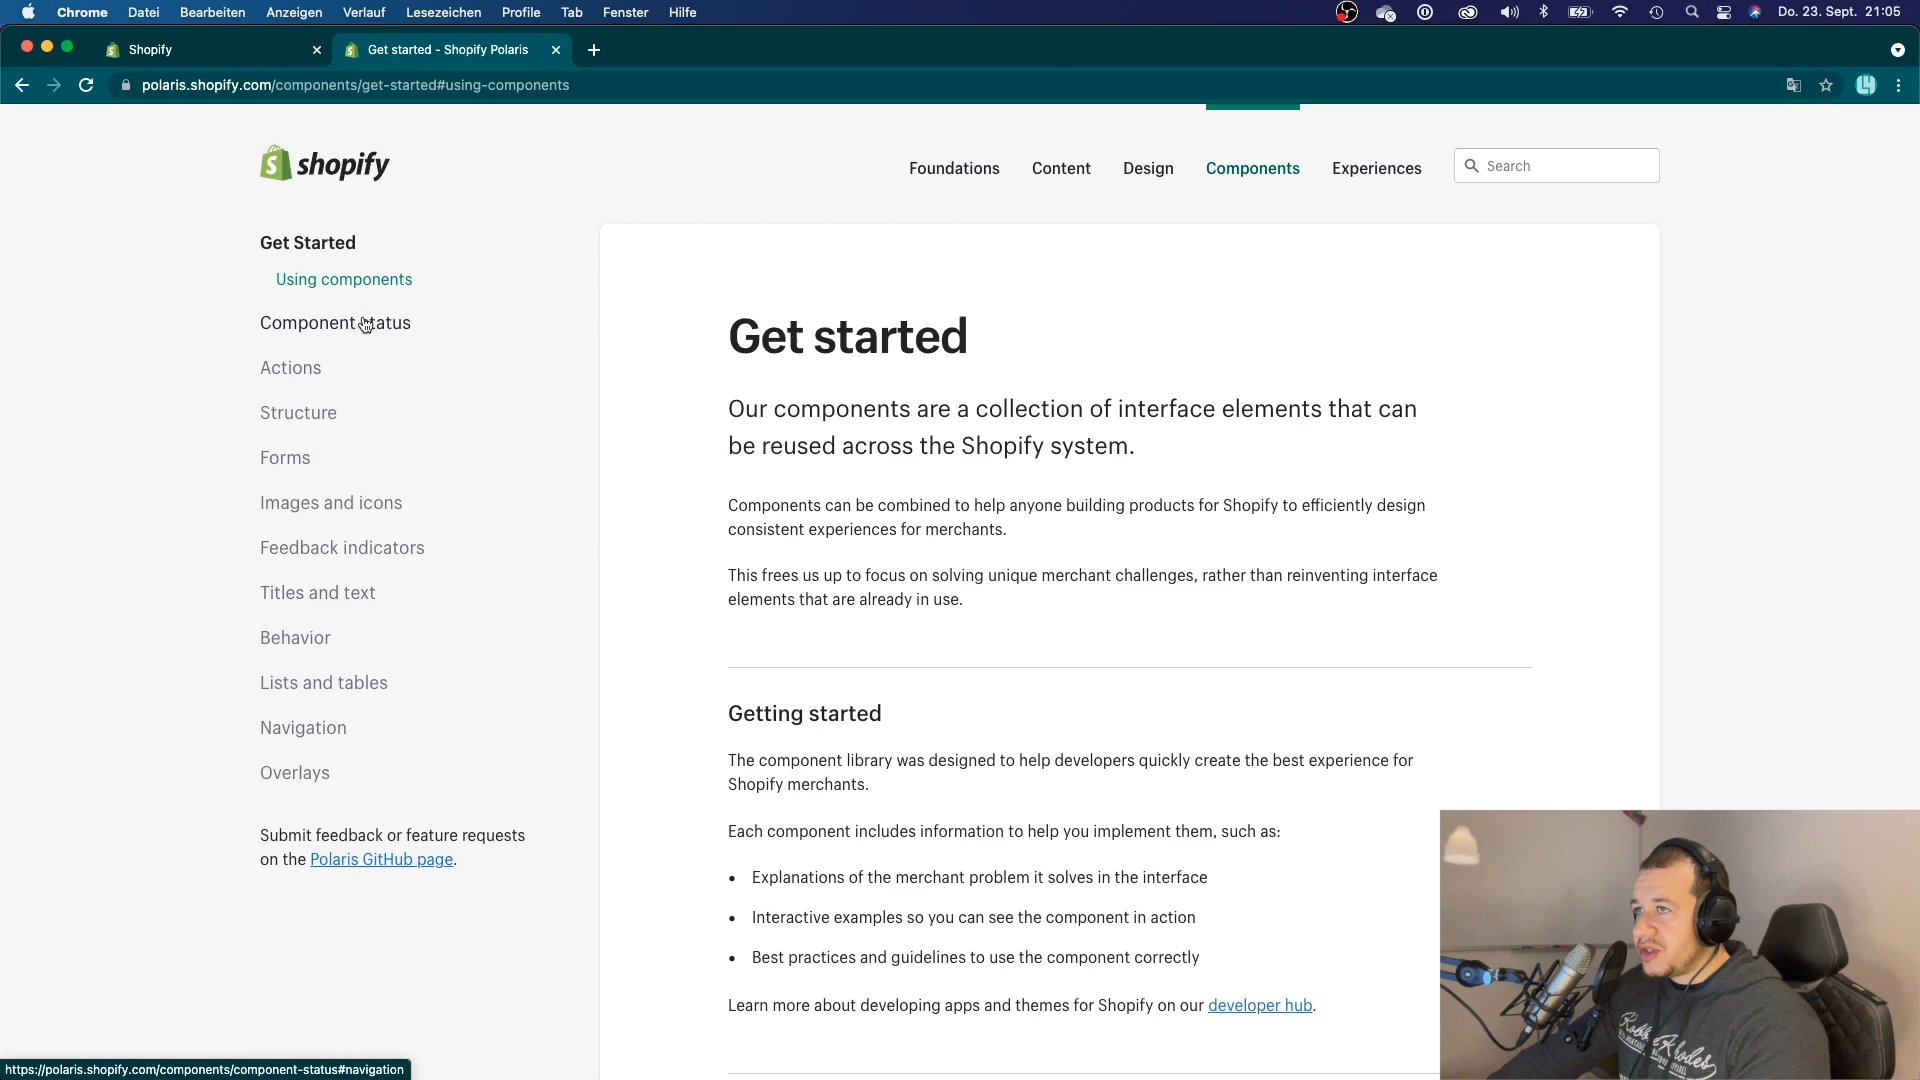 Chrome Datei Bearbeiten Anzeigen Verlauf Lesezeichen Profile Tab Fenster Hilfe Do. 23. Sept. 21:05
Shopify
Get started - Shopify Polaris
polaris.shopify.com/components/get-started#using-components
shopify
Foundations Content Design Components Experiences Search
Get Started
Using components
Component status
Actions
Structure
Forms
Images and icons
Feedback indicators
Titles and text
Behavior
Lists and tables
Navigation
Overlays
Submit feedback or feature requests
on the Polaris GitHub page.
Get started
Our components are a collection of interface elements that can
be reused across the Shopify system.
Components can be combined to help anyone building products for Shopify to efficiently design
consistent experiences for merchants.
This frees us up to focus on solving unique merchant challenges, rather than reinventing interface
elements that are already in use.
Getting started
The component library was designed to help developers quickly create the best experience for
Shopify merchants.
Each component includes information to help you implement them, such as:
• Explanations of the merchant problem it solves in the interface
• Interactive examples so you can see the component in action
• Best practices and guidelines to use the component correctly
Learn more about developing apps and themes for Shopify on our developer hub.
https://polaris.shopify.com/components/component-status#navigation